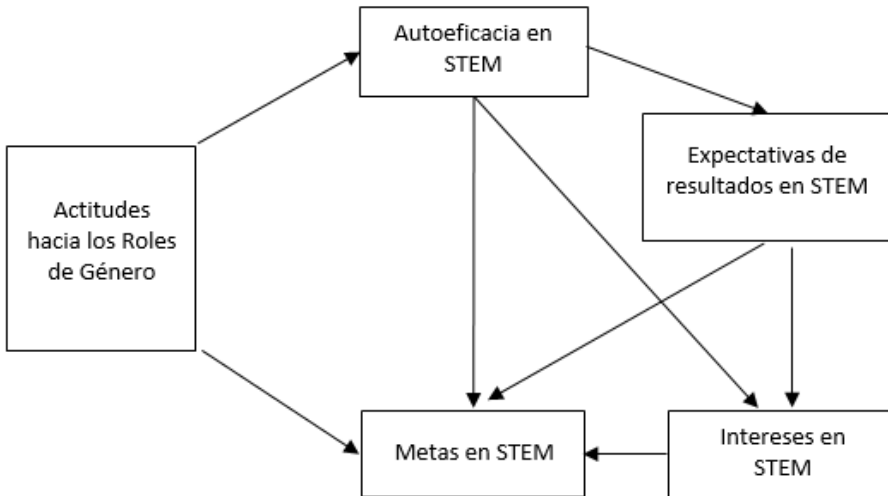 Autoeficacia en
STEM
Expectativas de
resultados en STEM
Actitudes
hacia los Roles
de Género
Metas en STEM
Intereses en
STEM